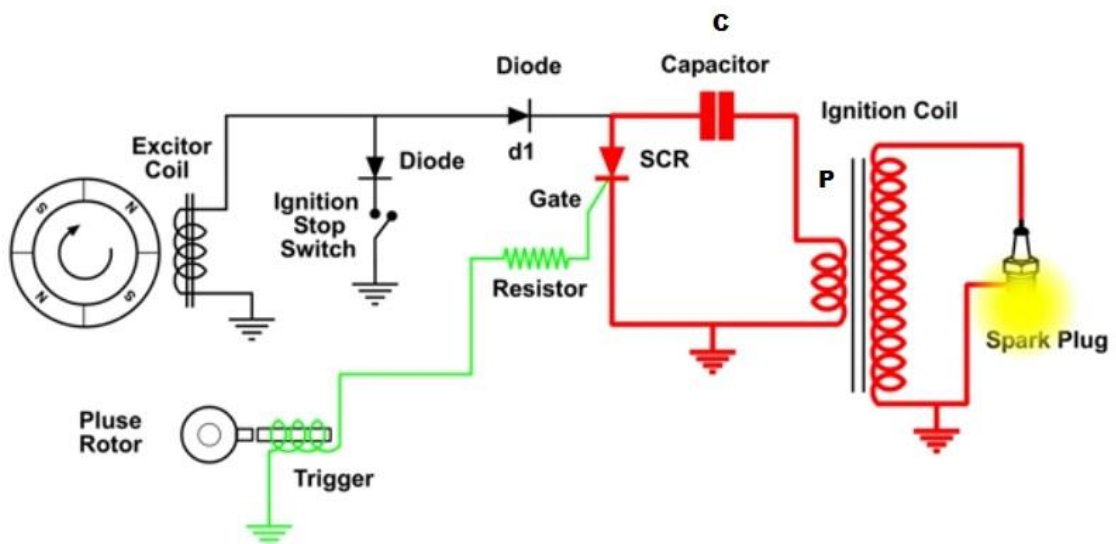 C
Diode
Capacitor
Ignition Coil
Excitor
Coil
Diode
d1
SCR
P
Gate
Ignition
Stop
Switch
Resistor
S
N
N
S
Spark Plug
Pluse
Rotor
Trigger